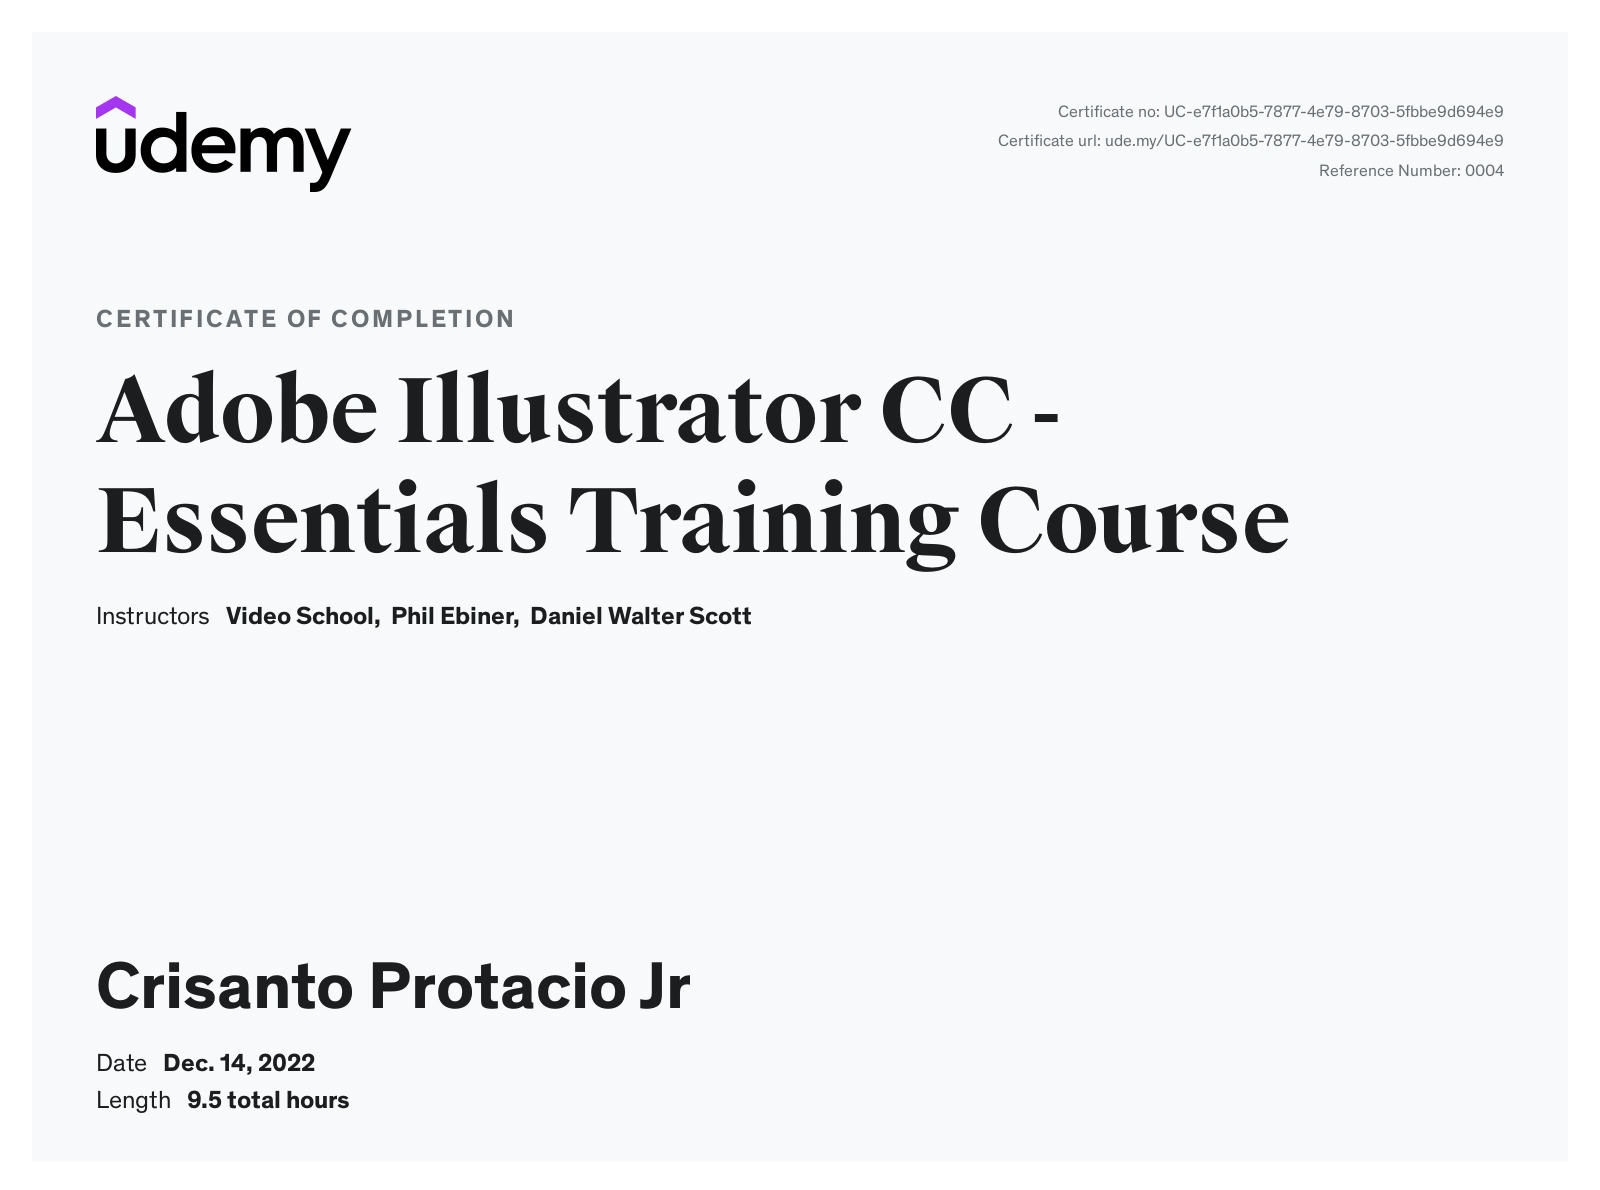 udemy
Certificate no: UC-e7f1a0b5-7877-4e79-8703-5fbbe9d694e9
Certificate url: ude.my/UC-e7f1a0b5-7877-4e79-8703-5fbbe9d694e9
Reference Number: 0004
CERTIFICATE OF COMPLETION
Adobe Illustrator CC -
Essentials Training Course
Instructors Video School, Phil Ebiner, Daniel Walter Scott
Crisanto Protacio Jr
Date Dec. 14, 2022
Length 9.5 total hours